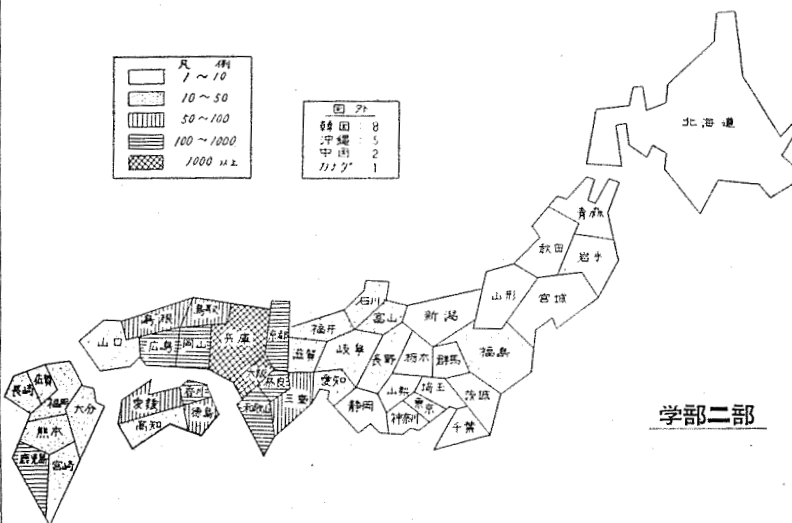 凡例
1～10
10～50
50～100
100～1000
1000以上
国外
韓国 8
沖縄 5
中国 2
カナダ 1
北海道
青森
秋田
岩手
山形
宮城
石川
富山
新潟
福井
福島
滋賀
岐阜
長野
栃木
群馬
愛知
山梨
埼玉
茨城
静岡
東京
神奈川
千葉
鳥取
島根
兵庫
京都
山口
広島
岡山
大阪
奈良
三重
和歌山
香川
愛媛
徳島
高知
長崎
佐賀
福岡
大分
熊本
鹿児島
宮崎
学部二部